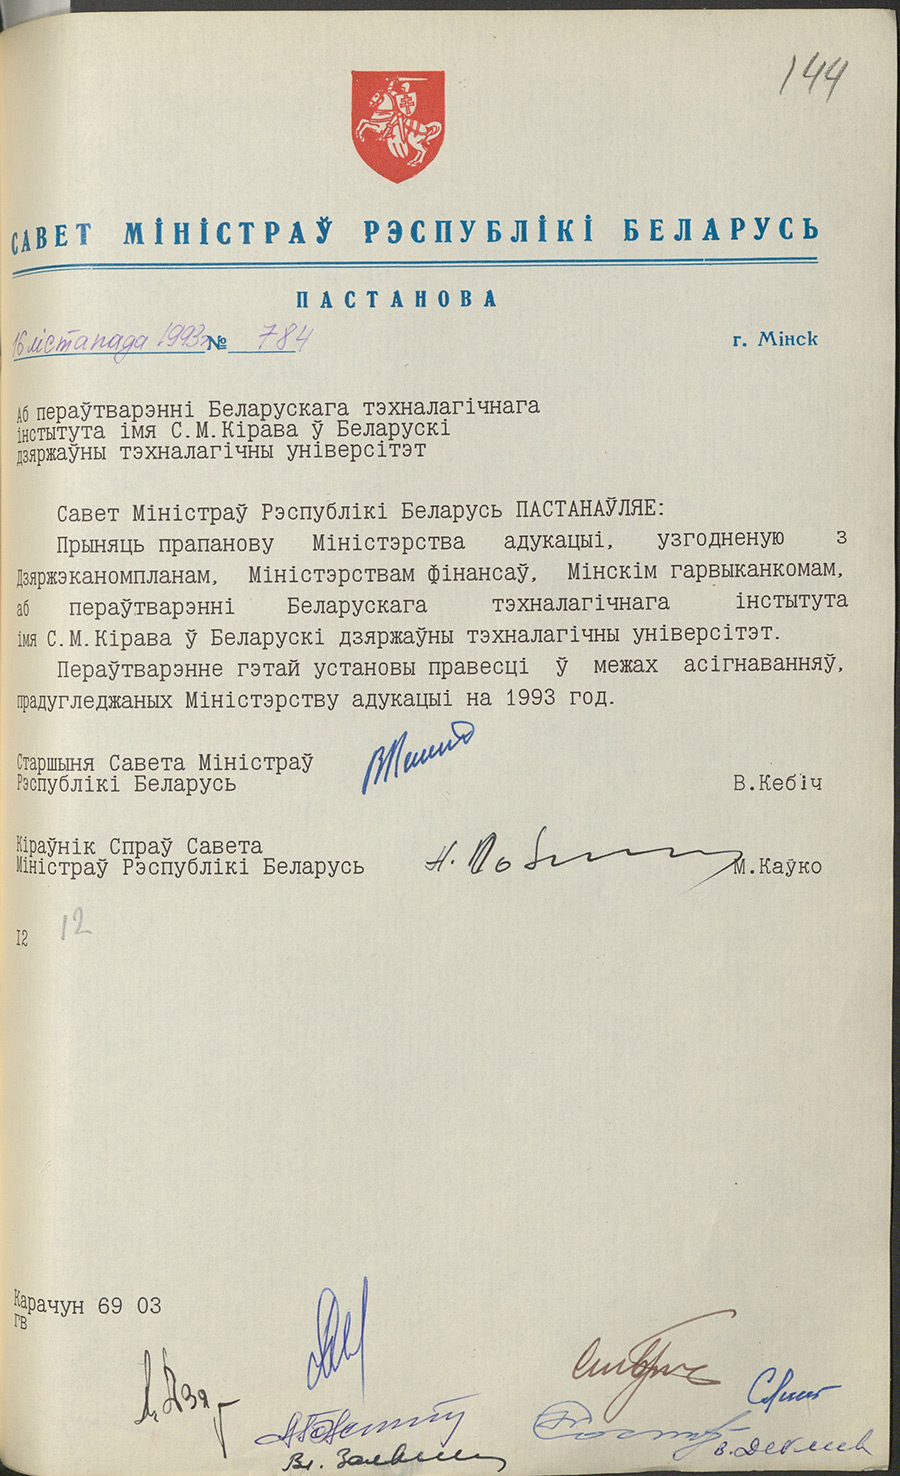 144
САВЕТ МІНІСТРАЎ РЭСПУБЛІКІ БЕЛАРУСЬ
ПАСТАНОВА
16 лістапада 1993г. № 784 г. Мінск
Аб пераўтварэнні Беларускага тэхналагічнага
інстытута імя С.М.Кірава ў Беларускі
дзяржаўны тэхналагічны універсітэт
Савет Міністраў Рэспублікі Беларусь ПАСТАНАЎЛЯЕ:
Прыняць прапанову Міністэрства адукацыі, узгодненую з
Дзяржэканомпланам, Міністэрствам фінансаў, Мінскім гарвыканкомам,
аб пераўтварэнні Беларускага тэхналагічнага інстытута
імя С.М.Кірава ў Беларускі дзяржаўны тэхналагічны універсітэт.
Пераўтварэнне гэтай установы правесці ў межах асігнаванняў,
прадугледжаных Міністэрству адукацыі на 1993 год.
Старшыня Савета Міністраў
Рэспублікі Беларусь В.Кебіч
Кіраўнік Спраў Савета
Міністраў Рэспублікі Беларусь М.Каўко
I2 12
Карачун 69 03
гв